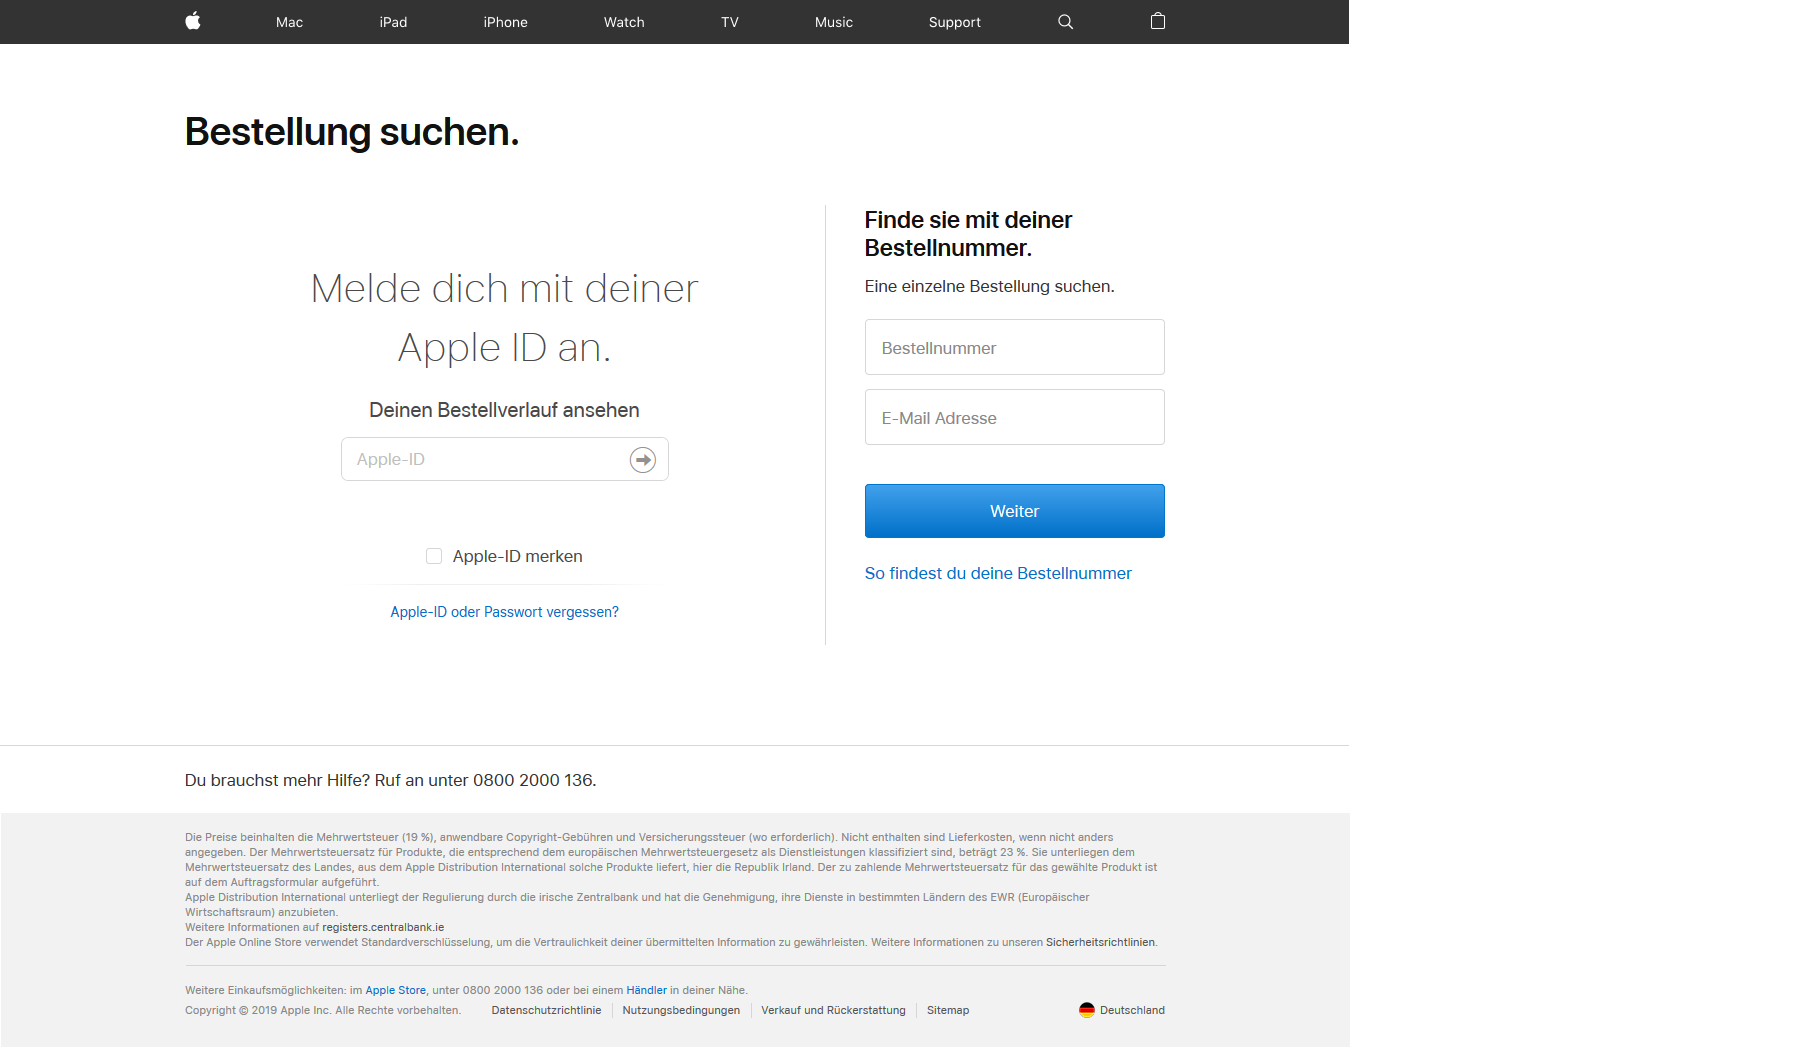 Mac iPad iPhone Watch TV Music Support
Bestellung suchen.
Melde dich mit deiner
Apple ID an.
Deinen Bestellverlauf ansehen
Apple-ID
Apple-ID merken
Apple-ID oder Passwort vergessen?
Finde sie mit deiner
Bestellnummer.
Eine einzelne Bestellung suchen.
Bestellnummer
E-Mail Adresse
Weiter
So findest du deine Bestellnummer
Du brauchst mehr Hilfe? Ruf an unter 0800 2000 136.
Die Preise beinhalten die Mehrwertsteuer (19 %), anwendbare Copyright-Gebühren und Versicherungssteuer (wo erforderlich). Nicht enthalten sind Lieferkosten, wenn nicht anders
angegeben. Der Mehrwertsteuersatz für Produkte, die entsprechend dem europäischen Mehrwertsteuergesetz als Dienstleistungen klassifiziert sind, beträgt 23 %. Sie unterliegen dem
Mehrwertsteuersatz des Landes, aus dem Apple Distribution International solche Produkte liefert, hier die Republik Irland. Der zu zahlende Mehrwertsteuersatz für das gewählte Produkt ist
auf dem Auftragsformular aufgeführt.
Apple Distribution International unterliegt der Regulierung durch die irische Zentralbank und hat die Genehmigung, ihre Dienste in bestimmten Ländern des EWR (Europäischer
Wirtschaftsraum) anzubieten.
Weitere Informationen auf registers.centralbank.ie
Der Apple Online Store verwendet Standardverschlüsselung, um die Vertraulichkeit deiner übermittelten Information zu gewährleisten. Weitere Informationen zu unseren Sicherheitsrichtlinien.
Weitere Einkaufsmöglichkeiten: im Apple Store, unter 0800 2000 136 oder bei einem Händler in deiner Nähe.
Copyright © 2019 Apple Inc. Alle Rechte vorbehalten. Datenschutzrichtlinie Nutzungsbedingungen Verkauf und Rückerstattung Sitemap Deutschland